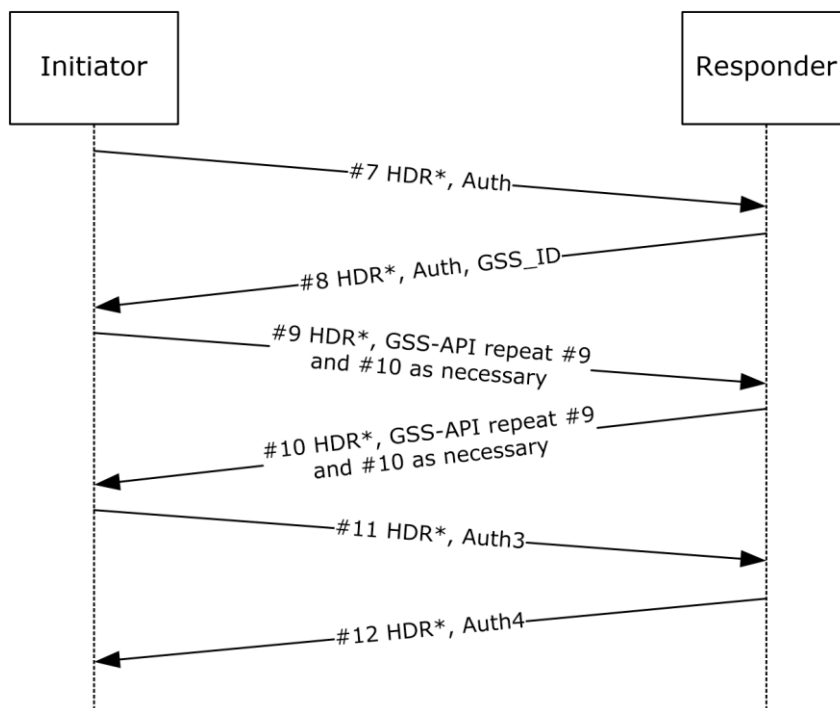 Initiator
Responder
#7 HDR*, Auth
#8 HDR*, Auth, GSS_ID
#9 HDR*, GSS-API repeat #9
and #10 as necessary
#10 HDR*, GSS-API repeat #9
and #10 as necessary
#11 HDR*, Auth3
#12 HDR*, Auth4